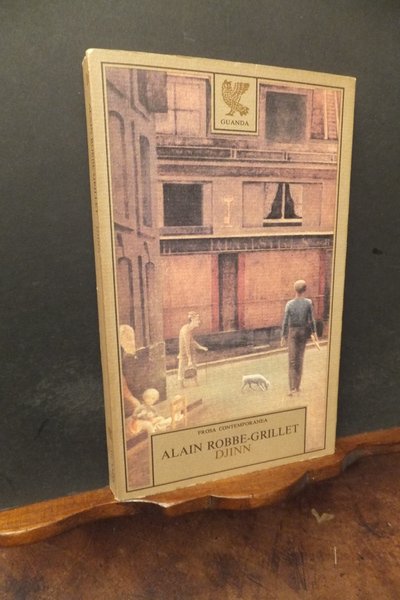 GUANDA
PROSA CONTEMPORANEA
ALAIN ROBBE-GRILLET
DJINN